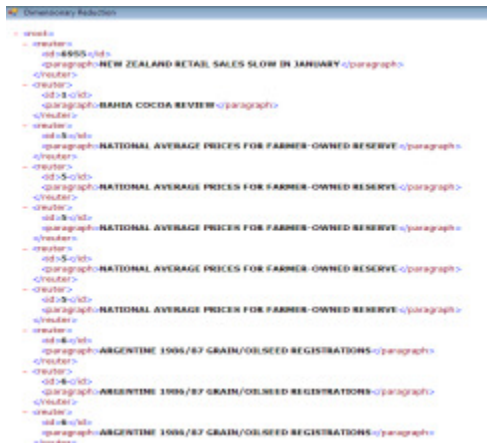 Dimensionary Reduction
- <root>
- <reuter>
<id>6955</id>
<paragraph>NEW ZEALAND RETAIL SALES SLOW IN JANUARY</paragraph>
</reuter>
- <reuter>
<id>1</id>
<paragraph>BAHIA COCOA REVIEW</paragraph>
</reuter>
- <reuter>
<id>5</id>
<paragraph>NATIONAL AVERAGE PRICES FOR FARMER-OWNED RESERVE</paragraph>
</reuter>
- <reuter>
<id>5</id>
<paragraph>NATIONAL AVERAGE PRICES FOR FARMER-OWNED RESERVE</paragraph>
</reuter>
- <reuter>
<id>5</id>
<paragraph>NATIONAL AVERAGE PRICES FOR FARMER-OWNED RESERVE</paragraph>
</reuter>
- <reuter>
<id>5</id>
<paragraph>NATIONAL AVERAGE PRICES FOR FARMER-OWNED RESERVE</paragraph>
</reuter>
- <reuter>
<id>5</id>
<paragraph>NATIONAL AVERAGE PRICES FOR FARMER-OWNED RESERVE</paragraph>
</reuter>
- <reuter>
<id>6</id>
<paragraph>ARGENTINE 1986/87 GRAIN/OILSEED REGISTRATIONS</paragraph>
</reuter>
- <reuter>
<id>6</id>
<paragraph>ARGENTINE 1986/87 GRAIN/OILSEED REGISTRATIONS</paragraph>
</reuter>
- <reuter>
<id>6</id>
<paragraph>ARGENTINE 1986/87 GRAIN/OILSEED REGISTRATIONS</paragraph>
</reuter>